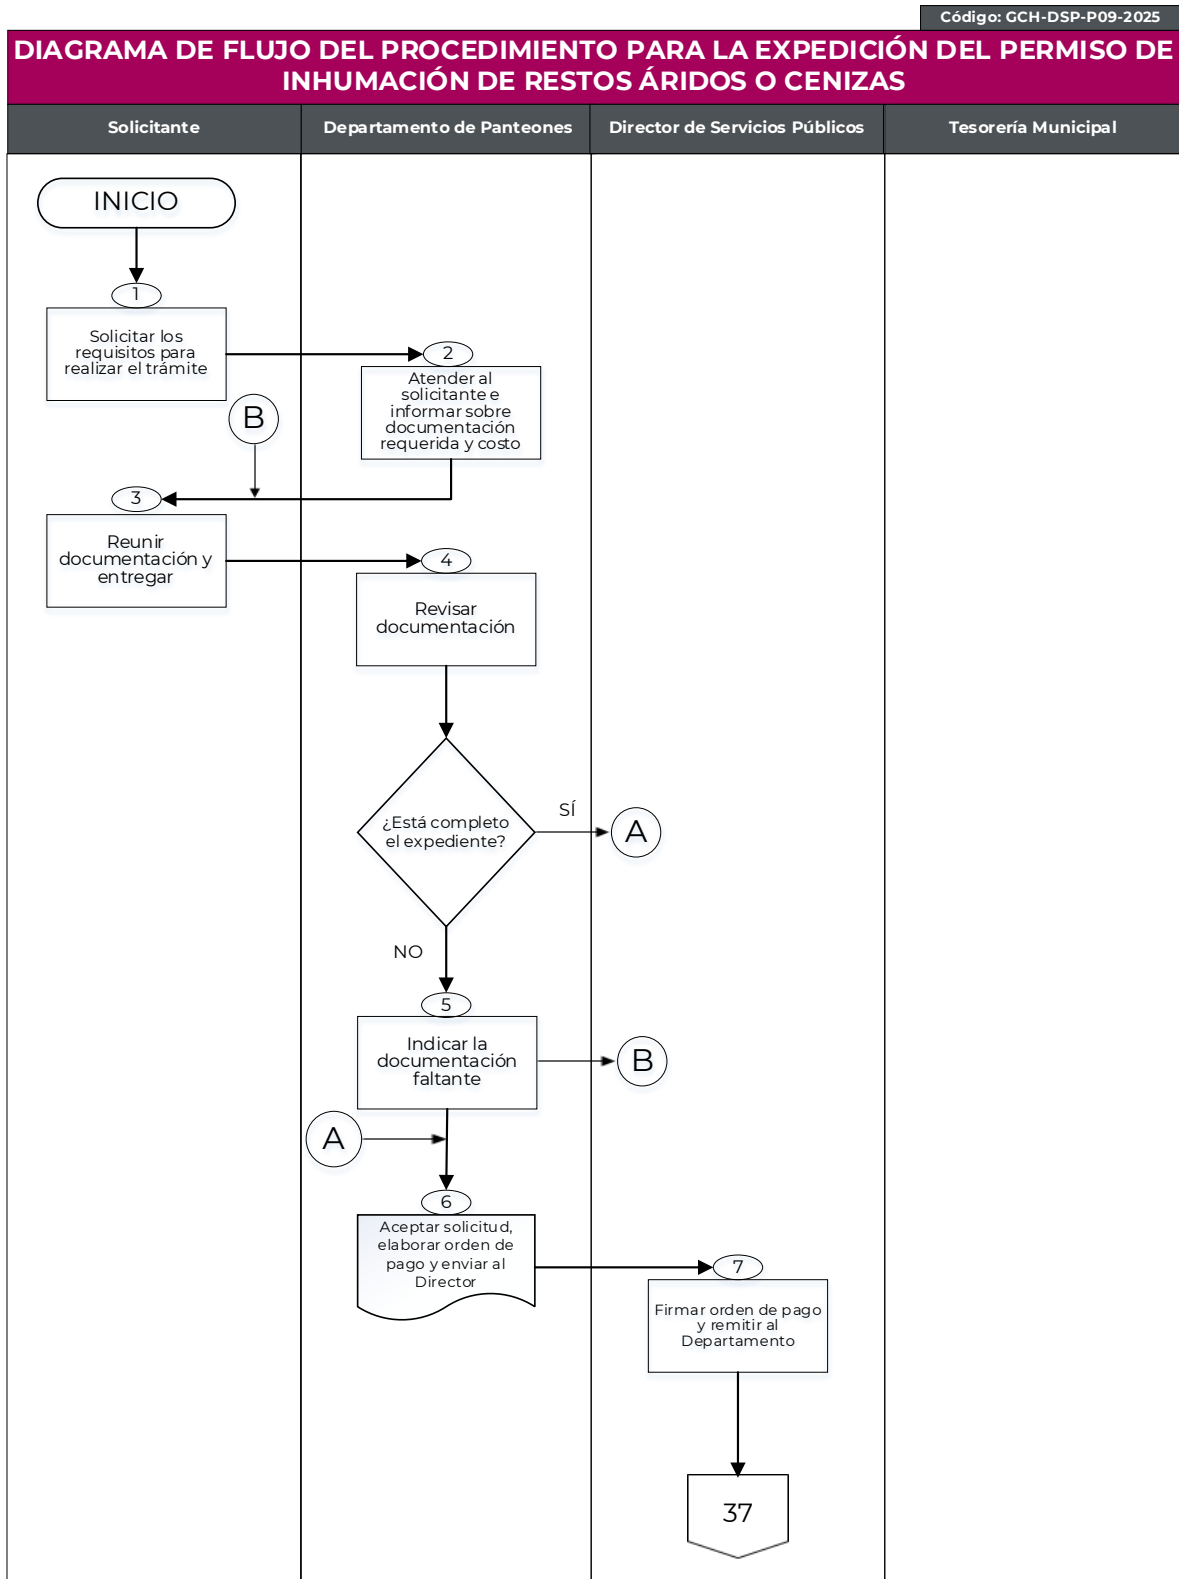 Código: GCH-DSP-P09-2025
DIAGRAMA DE FLUJO DEL PROCEDIMIENTO PARA LA EXPEDICIÓN DEL PERMISO DE
INHUMACIÓN DE RESTOS ÁRIDOS O CENIZAS
Solicitante
Departamento de Panteones
Director de Servicios Públicos
Tesorería Municipal
INICIO
1
Solicitar los
requisitos para
realizar el trámite
2
Atender al
solicitante e
informar sobre
documentación
requerida y costo
B
3
Reunir
documentación y
entregar
4
Revisar
documentación
¿Está completo
el expediente?
SÍ
A
NO
5
Indicar la
documentación
faltante
B
A
6
Aceptar solicitud,
elaborar orden de
pago y enviar al
Director
7
Firmar orden de pago
y remitir al
Departamento
37